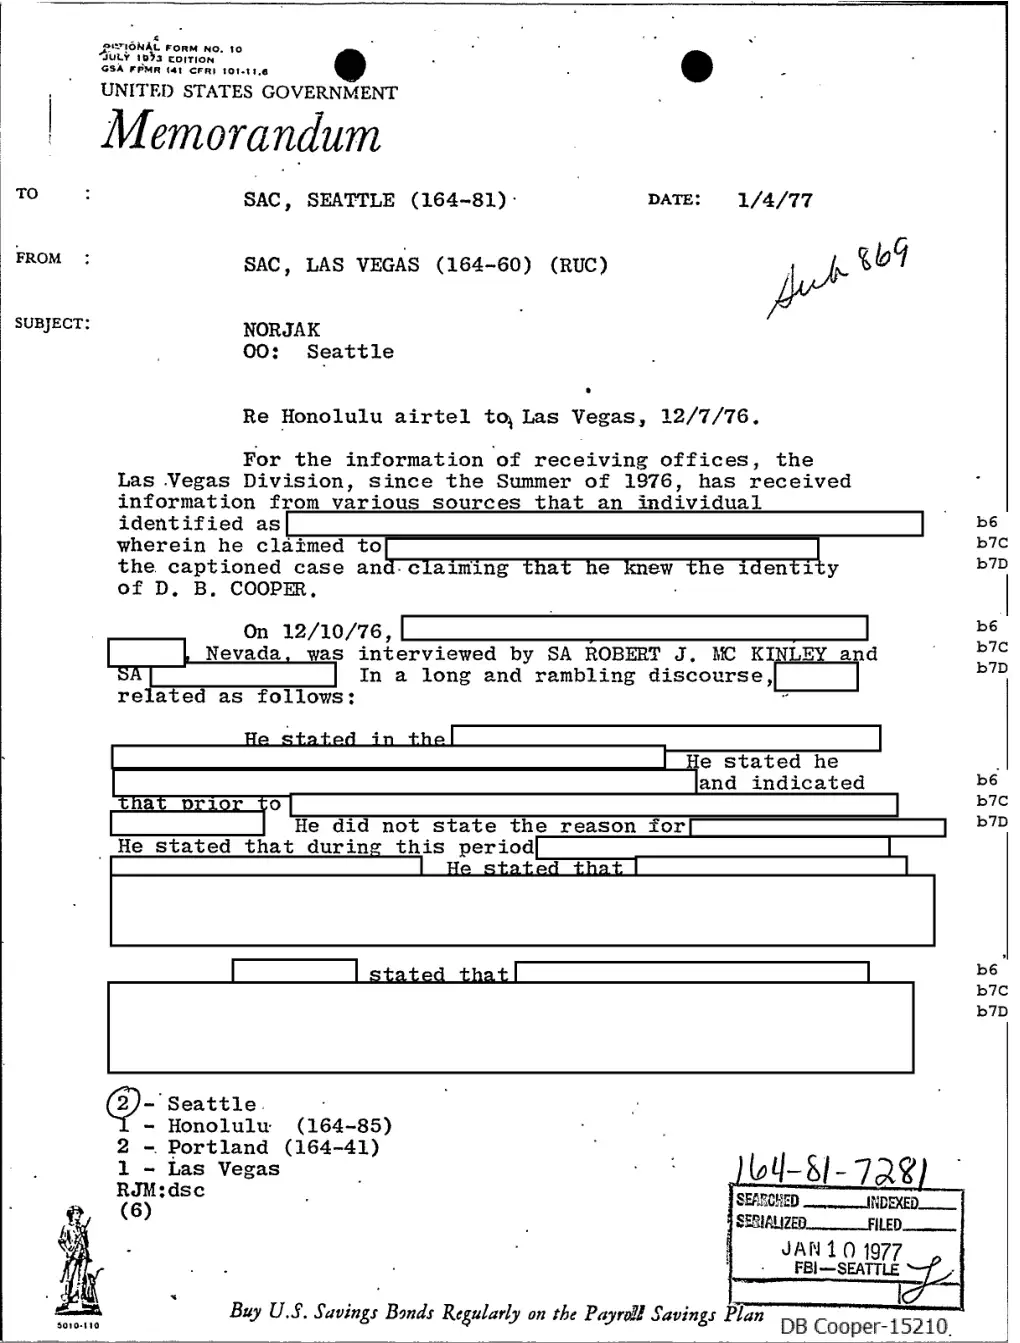 OPTIONAL FORM NO. 10
JULY 1973 EDITION
GSA FPMR (41 CFR) 101-11.6
UNITED STATES GOVERNMENT
Memorandum
TO : SAC, SEATTLE (164-81) DATE: 1/4/77
FROM : SAC, LAS VEGAS (164-60) (RUC)
Sub 869
SUBJECT: NORJAK
OO: Seattle
Re Honolulu airtel to Las Vegas, 12/7/76.
For the information of receiving offices, the
Las Vegas Division, since the Summer of 1976, has received
information from various sources that an individual
identified as b6
wherein he claimed to b7C
the captioned case and claiming that he knew the identity b7D
of D. B. COOPER.
On 12/10/76, b6
, Nevada, was interviewed by SA ROBERT J. MC KINLEY and b7C
SA In a long and rambling discourse, b7D
related as follows:
He stated in the
He stated he
and indicated b6
that prior to b7C
He did not state the reason for b7D
He stated that during this period
He stated that
stated that b6
b7C
b7D
2 - Seattle
1 - Honolulu (164-85)
2 - Portland (164-41)
1 - Las Vegas
RJM:dsc
(6)
164-81-7281
SEARCHED INDEXED
SERIALIZED FILED
JAN 10 1977
FBI—SEATTLE
Buy U.S. Savings Bonds Regularly on the Payroll Savings Plan
5010-110
DB Cooper-15210